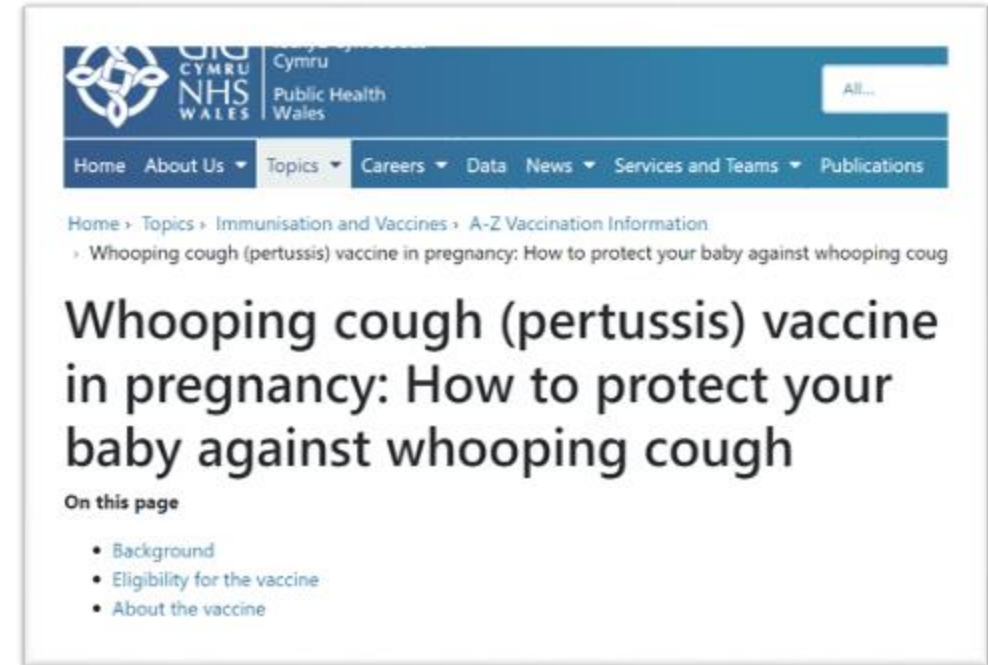 CYMRU
NHS
WALES
Cymru
Public Health
Wales
All...
Home About Us Topics Careers Data News Services and Teams Publications
Home › Topics › Immunisation and Vaccines › A-Z Vaccination Information
› Whooping cough (pertussis) vaccine in pregnancy: How to protect your baby against whooping coug
Whooping cough (pertussis) vaccine
in pregnancy: How to protect your
baby against whooping cough
On this page
• Background
• Eligibility for the vaccine
• About the vaccine